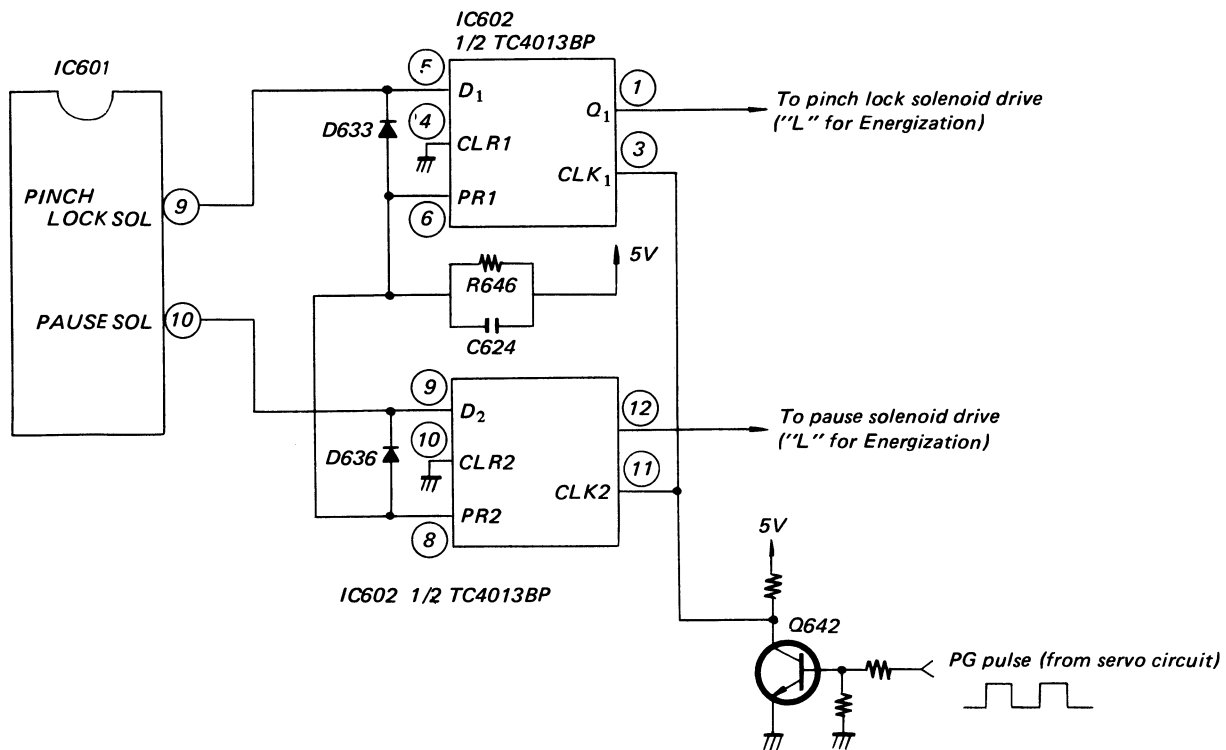 IC602
1/2 TC4013BP
IC601
5
D1
1
Q1
To pinch lock solenoid drive
("L" for Energization)
D633
4
CLR1
3
CLK1
PINCH
LOCK SOL
9
PR1
6
5V
R646
C624
PAUSE SOL
10
9
D2
12
To pause solenoid drive
("L" for Energization)
D636
10
CLR2
11
CLK2
PR2
8
5V
IC602 1/2 TC4013BP
Q642
PG pulse (from servo circuit)